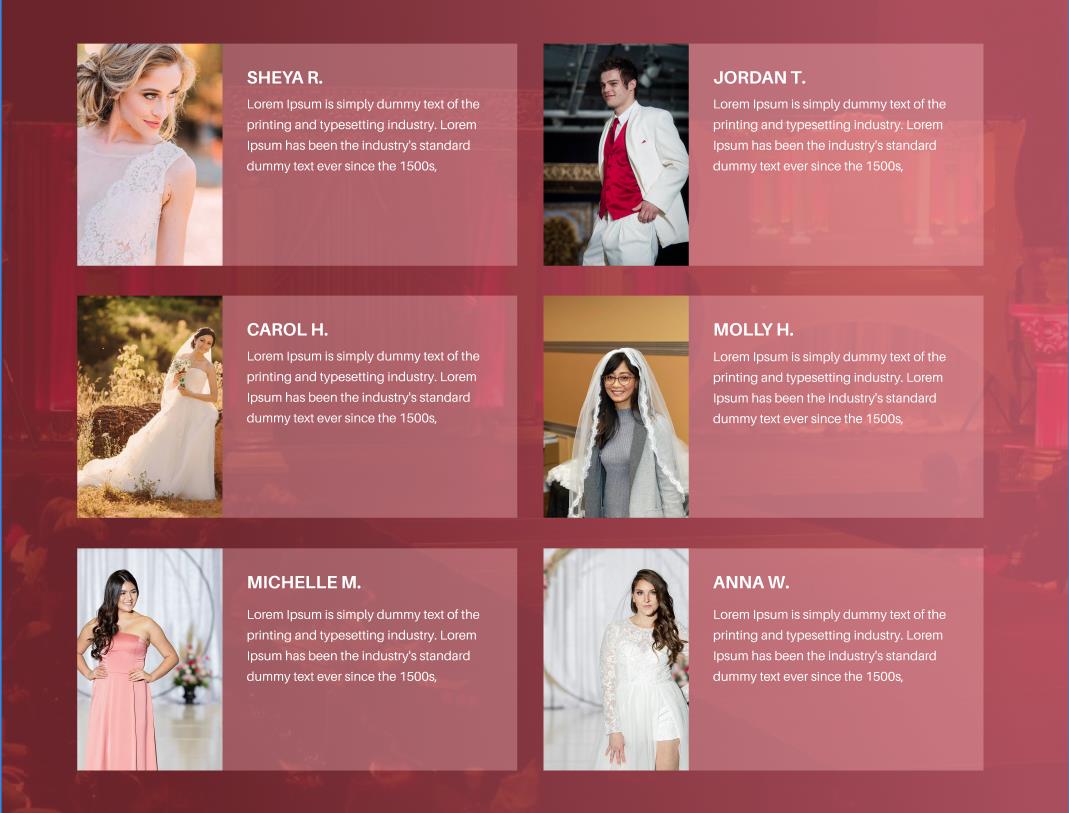 SHEYA R.
Lorem Ipsum is simply dummy text of the
printing and typesetting industry. Lorem
Ipsum has been the industry's standard
dummy text ever since the 1500s,
JORDAN T.
Lorem Ipsum is simply dummy text of the
printing and typesetting industry. Lorem
Ipsum has been the industry's standard
dummy text ever since the 1500s,
CAROL H.
Lorem Ipsum is simply dummy text of the
printing and typesetting industry. Lorem
Ipsum has been the industry's standard
dummy text ever since the 1500s,
MOLLY H.
Lorem Ipsum is simply dummy text of the
printing and typesetting industry. Lorem
Ipsum has been the industry's standard
dummy text ever since the 1500s,
MICHELLE M.
Lorem Ipsum is simply dummy text of the
printing and typesetting industry. Lorem
Ipsum has been the industry's standard
dummy text ever since the 1500s,
ANNA W.
Lorem Ipsum is simply dummy text of the
printing and typesetting industry. Lorem
Ipsum has been the industry's standard
dummy text ever since the 1500s,